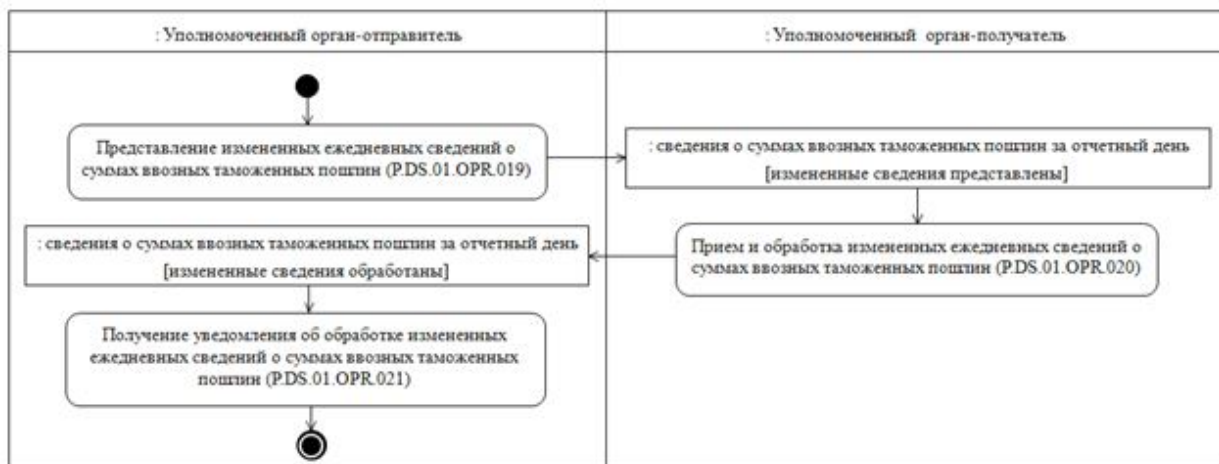 : Уполномоченный орган-отправитель
: Уполномоченный орган-получатель
Представление измененных ежедневных сведений о
суммах ввозных таможенных пошлин (P.DS.01.OPR.019)
: сведения о суммах ввозных таможенных пошлин за отчетный день
[измененные сведения представлены]
: сведения о суммах ввозных таможенных пошлин за отчетный день
[измененные сведения обработаны]
Прием и обработка измененных ежедневных сведений о
суммах ввозных таможенных пошлин (P.DS.01.OPR.020)
Получение уведомления об обработке измененных
ежедневных сведений о суммах ввозных таможенных
пошлин (P.DS.01.OPR.021)